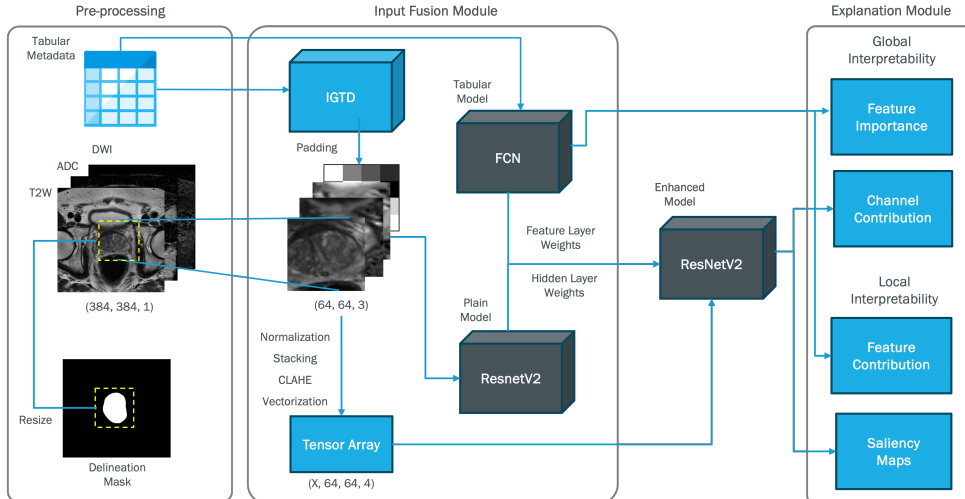 Pre-processing
Input Fusion Module
Explanation Module
Tabular
Metadata
IGTD
Tabular
Model
FCN
Global
Interpretability
Feature
Importance
DWI
ADC
T2W
Padding
(384, 384, 1)
(64, 64, 3)
Feature Layer
Weights
Hidden Layer
Weights
Enhanced
Model
ResNetV2
Channel
Contribution
Local
Interpretability
Feature
Contribution
Plain
Model
ResnetV2
Normalization
Stacking
CLAHE
Vectorization
Resize
Delineation
Mask
Tensor Array
(X, 64, 64, 4)
Saliency
Maps